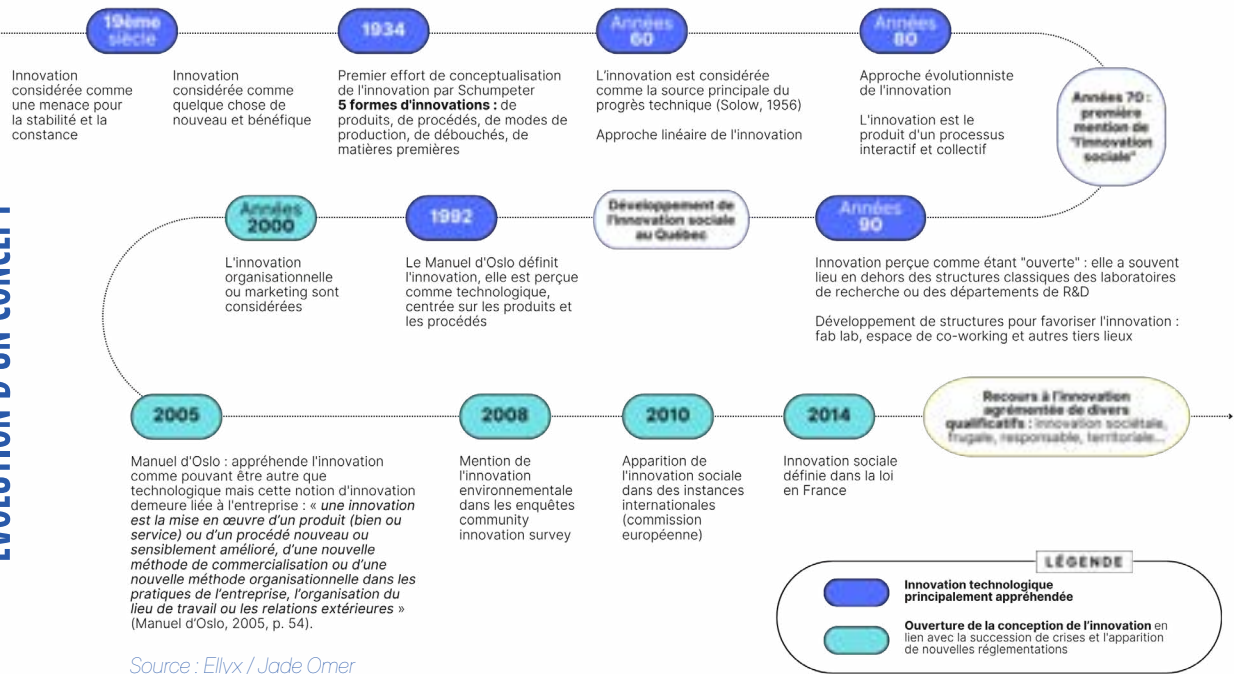 ÉVOLUTION D'UN CONCEPT
19ème
siècle
Innovation
considérée comme
une menace pour
la stabilité et la
constance
Innovation
considérée comme
quelque chose de
nouveau et bénéfique
1934
Premier effort de conceptualisation
de l'innovation par Schumpeter
5 formes d'innovations : de
produits, de procédés, de modes de
production, de débouchés, de
matières premières
Années
60
L'innovation est considérée
comme la source principale du
progrès technique (Solow, 1956)
Approche linéaire de l'innovation
Années
80
Approche évolutionniste
de l'innovation
L'innovation est le
produit d'un processus
interactif et collectif
Années 70 :
première
mention de
"l'innovation
sociale"
Années
90
Innovation perçue comme étant "ouverte" : elle a souvent
lieu en dehors des structures classiques des laboratoires
de recherche ou des départements de R&D
Développement de structures pour favoriser l'innovation :
fab lab, espace de co-working et autres tiers lieux
Développement de
l'innovation sociale
au Québec
1992
Le Manuel d'Oslo définit
l'innovation, elle est perçue
comme technologique,
centrée sur les produits et
les procédés
Années
2000
L'innovation
organisationnelle
ou marketing sont
considérées
2005
Manuel d'Oslo : appréhende l'innovation
comme pouvant être autre que
technologique mais cette notion d'innovation
demeure liée à l'entreprise : « une innovation
est la mise en œuvre d'un produit (bien ou
service) ou d'un procédé nouveau ou
sensiblement amélioré, d'une nouvelle
méthode de commercialisation ou d'une
nouvelle méthode organisationnelle dans les
pratiques de l'entreprise, l'organisation du
lieu de travail ou les relations extérieures »
(Manuel d'Oslo, 2005, p. 54).
2008
Mention de
l'innovation
environnementale
dans les enquêtes
community
innovation survey
2010
Apparition de
l'innovation sociale
dans des instances
internationales
(commission
européenne)
2014
Innovation sociale
définie dans la loi
en France
Recours à l'innovation
agrémentée de divers
qualificatifs : innovation sociétale,
frugale, responsable, territoriale...
LÉGENDE
Innovation technologique
principalement appréhendée
Ouverture de la conception de l'innovation en
lien avec la succession de crises et l'apparition
de nouvelles réglementations
Source : Ellyx / Jade Omer